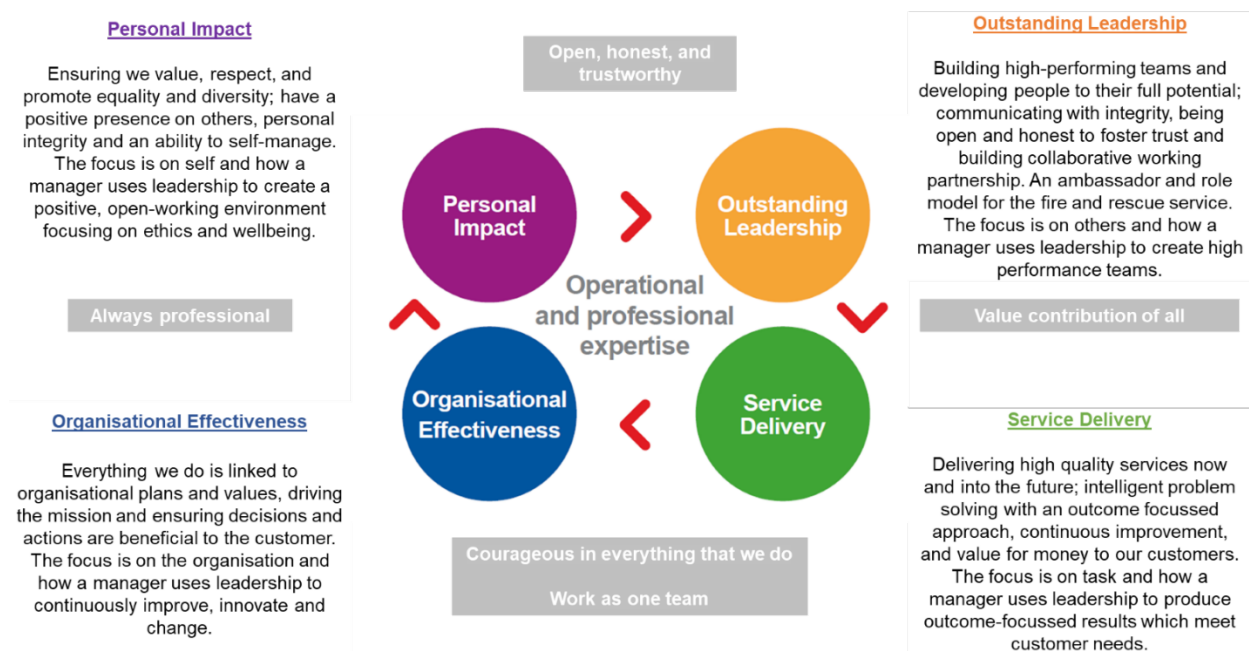 Personal Impact
Ensuring we value, respect, and
promote equality and diversity; have a
positive presence on others, personal
integrity and an ability to self-manage.
The focus is on self and how a
manager uses leadership to create a
positive, open-working environment
focusing on ethics and wellbeing.
Always professional
Organisational Effectiveness
Everything we do is linked to
organisational plans and values, driving
the mission and ensuring decisions and
actions are beneficial to the customer.
The focus is on the organisation and
how a manager uses leadership to
continuously improve, innovate and
change.
Open, honest, and
trustworthy
Personal
Impact
Outstanding
Leadership
Operational
and professional
expertise
Organisational
Effectiveness
Service
Delivery
Courageous in everything that we do
Work as one team
Outstanding Leadership
Building high-performing teams and
developing people to their full potential;
communicating with integrity, being
open and honest to foster trust and
building collaborative working
partnership. An ambassador and role
model for the fire and rescue service.
The focus is on others and how a
manager uses leadership to create high
performance teams.
Value contribution of all
Service Delivery
Delivering high quality services now
and into the future; intelligent problem
solving with an outcome focussed
approach, continuous improvement,
and value for money to our customers.
The focus is on task and how a
manager uses leadership to produce
outcome-focussed results which meet
customer needs.